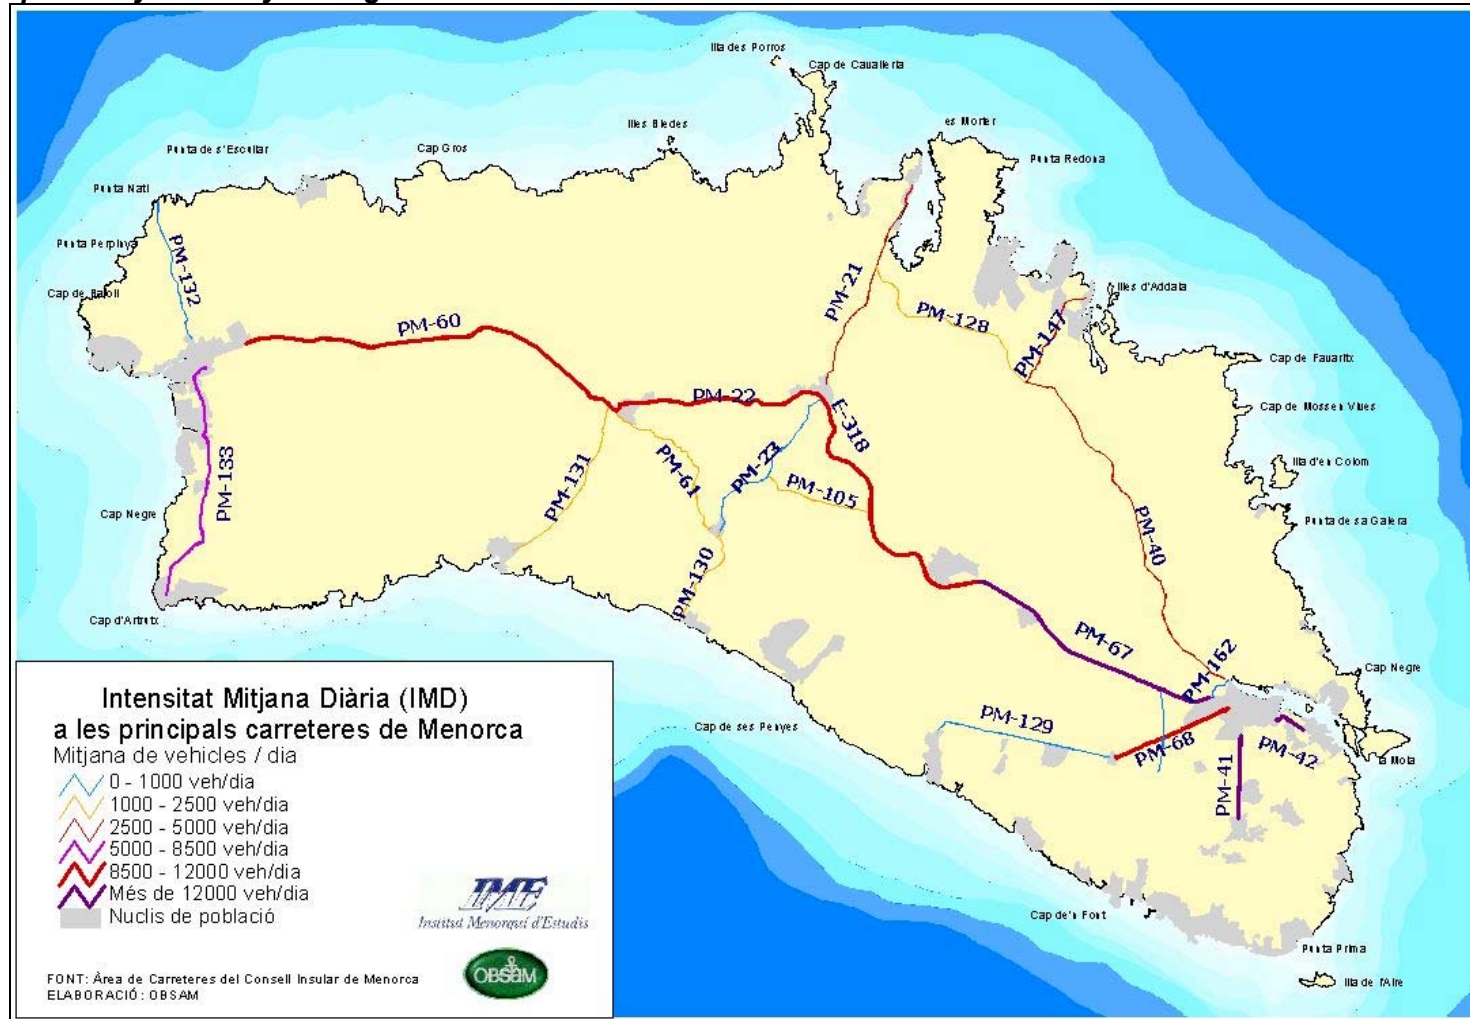 Illa des Porros
Cap de Cavalleria
Illes Bledes
es Morter
Punta de s'Escullar
Cap Gros
Punta Redona
Punta Nati
Punta Perpinya
PM-132
Cap de Bajoli
PM-21
Illes d'Addaia
PM-60
PM-128
PM-147
Cap de Favaritx
PM-22
F-318
Cap de Mossen Vives
PM-133
PM-131
PM-61
PM-23
PM-105
Illa d'en Colom
Cap Negre
Punta de sa Galera
PM-40
PM-130
Cap d'Artrutx
PM-67
PM-162
Cap Negre
Cap de ses Penyes
PM-129
PM-68
PM-42
PM-41
la Mola
Cap de'n Font
Punta Prima
Illa de l'Aire
Intensitat Mitjana Diària (IMD)
a les principals carreteres de Menorca
Mitjana de vehicles / dia
0 - 1000 veh/dia
1000 - 2500 veh/dia
2500 - 5000 veh/dia
5000 - 8500 veh/dia
8500 - 12000 veh/dia
Més de 12000 veh/dia
Nuclis de població
IME
Institut Menorquí d'Estudis
OBSAM
FONT: Àrea de Carreteres del Consell Insular de Menorca
ELABORACIÓ: OBSAM